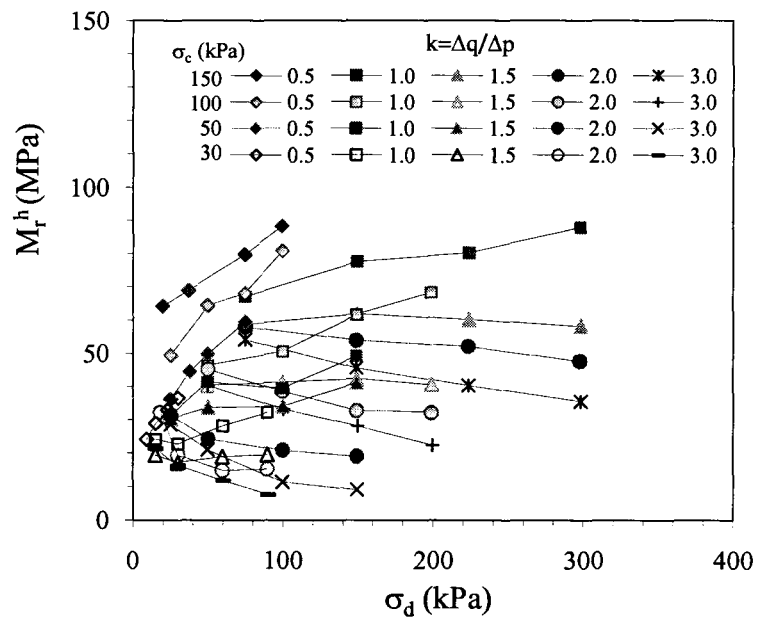 150
σc (kPa) k=Δq/Δp
150 0.5 1.0 1.5 2.0 3.0
100 0.5 1.0 1.5 2.0 3.0
50 0.5 1.0 1.5 2.0 3.0
30 0.5 1.0 1.5 2.0 3.0
100
Mrh (MPa)
50
0
0 100 200 300 400
σd (kPa)